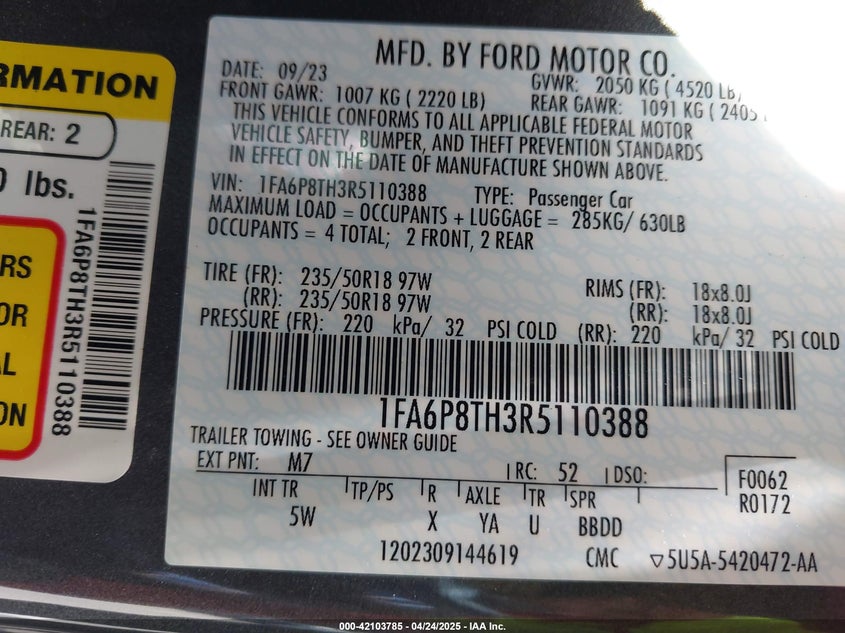 RMATION
REAR: 2
0 lbs.
RS
OR
AL
ON
1FA6P8TH3R5110388
MFD. BY FORD MOTOR CO.
DATE: 09/23 GVWR: 2050 KG ( 4520 LB)
FRONT GAWR: 1007 KG ( 2220 LB) REAR GAWR: 1091 KG ( 2405
THIS VEHICLE CONFORMS TO ALL APPLICABLE FEDERAL MOTOR
VEHICLE SAFETY, BUMPER, AND THEFT PREVENTION STANDARDS
IN EFFECT ON THE DATE OF MANUFACTURE SHOWN ABOVE.
VIN: 1FA6P8TH3R5110388 TYPE: Passenger Car
MAXIMUM LOAD = OCCUPANTS + LUGGAGE = 285KG/ 630LB
OCCUPANTS = 4 TOTAL; 2 FRONT, 2 REAR
TIRE (FR): 235/50R18 97W RIMS (FR): 18x8.0J
(RR): 235/50R18 97W (RR): 18x8.0J
PRESSURE (FR): 220 kPa/ 32 PSI COLD (RR): 220 kPa/ 32 PSI COLD
1FA6P8TH3R5110388
TRAILER TOWING - SEE OWNER GUIDE
EXT PNT: M7 RC: 52 DSO: F0062
R0172
INT TR TP/PS R AXLE TR SPR
5W X YA U BBDD
1202309144619 CMC ▽5U5A-5420472-AA
000-42103785 - 04/24/2025 - IAA Inc.